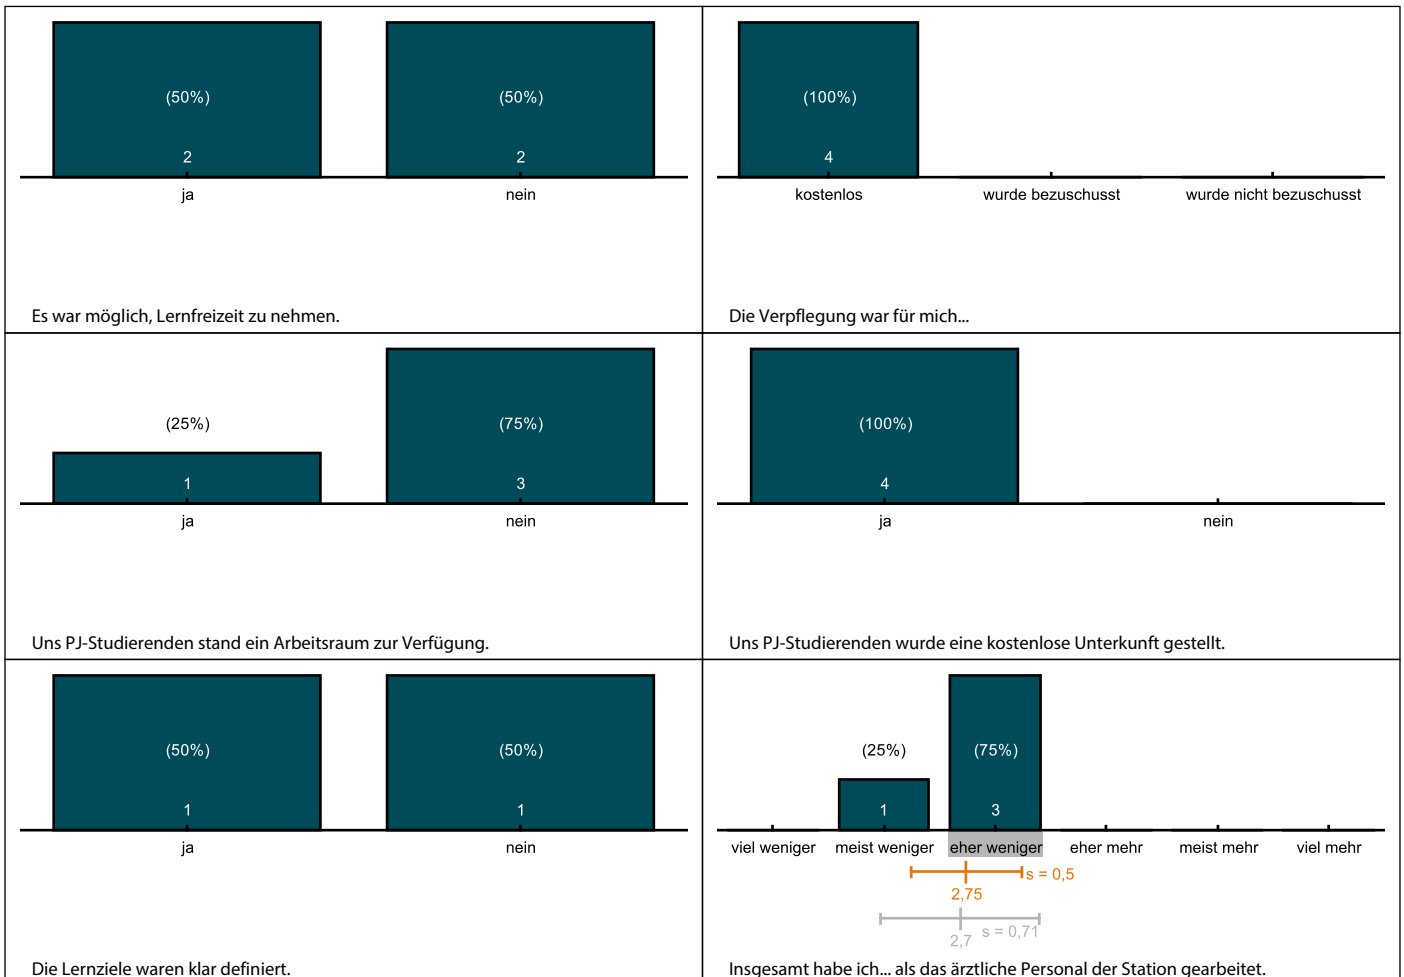 (50%)
(50%)
2
2
ja
nein
Es war möglich, Lernfreizeit zu nehmen.
(100%)
4
kostenlos
wurde bezuschusst
wurde nicht bezuschusst
Die Verpflegung war für mich...
(25%)
(75%)
1
3
ja
nein
Uns PJ-Studierenden stand ein Arbeitsraum zur Verfügung.
(100%)
4
ja
nein
Uns PJ-Studierenden wurde eine kostenlose Unterkunft gestellt.
(50%)
(50%)
1
1
ja
nein
Die Lernziele waren klar definiert.
(25%)
(75%)
1
3
viel weniger
meist weniger
eher weniger
eher mehr
meist mehr
viel mehr
s = 0,5
2,75
s = 0,71
2,7
Insgesamt habe ich... als das ärztliche Personal der Station gearbeitet.